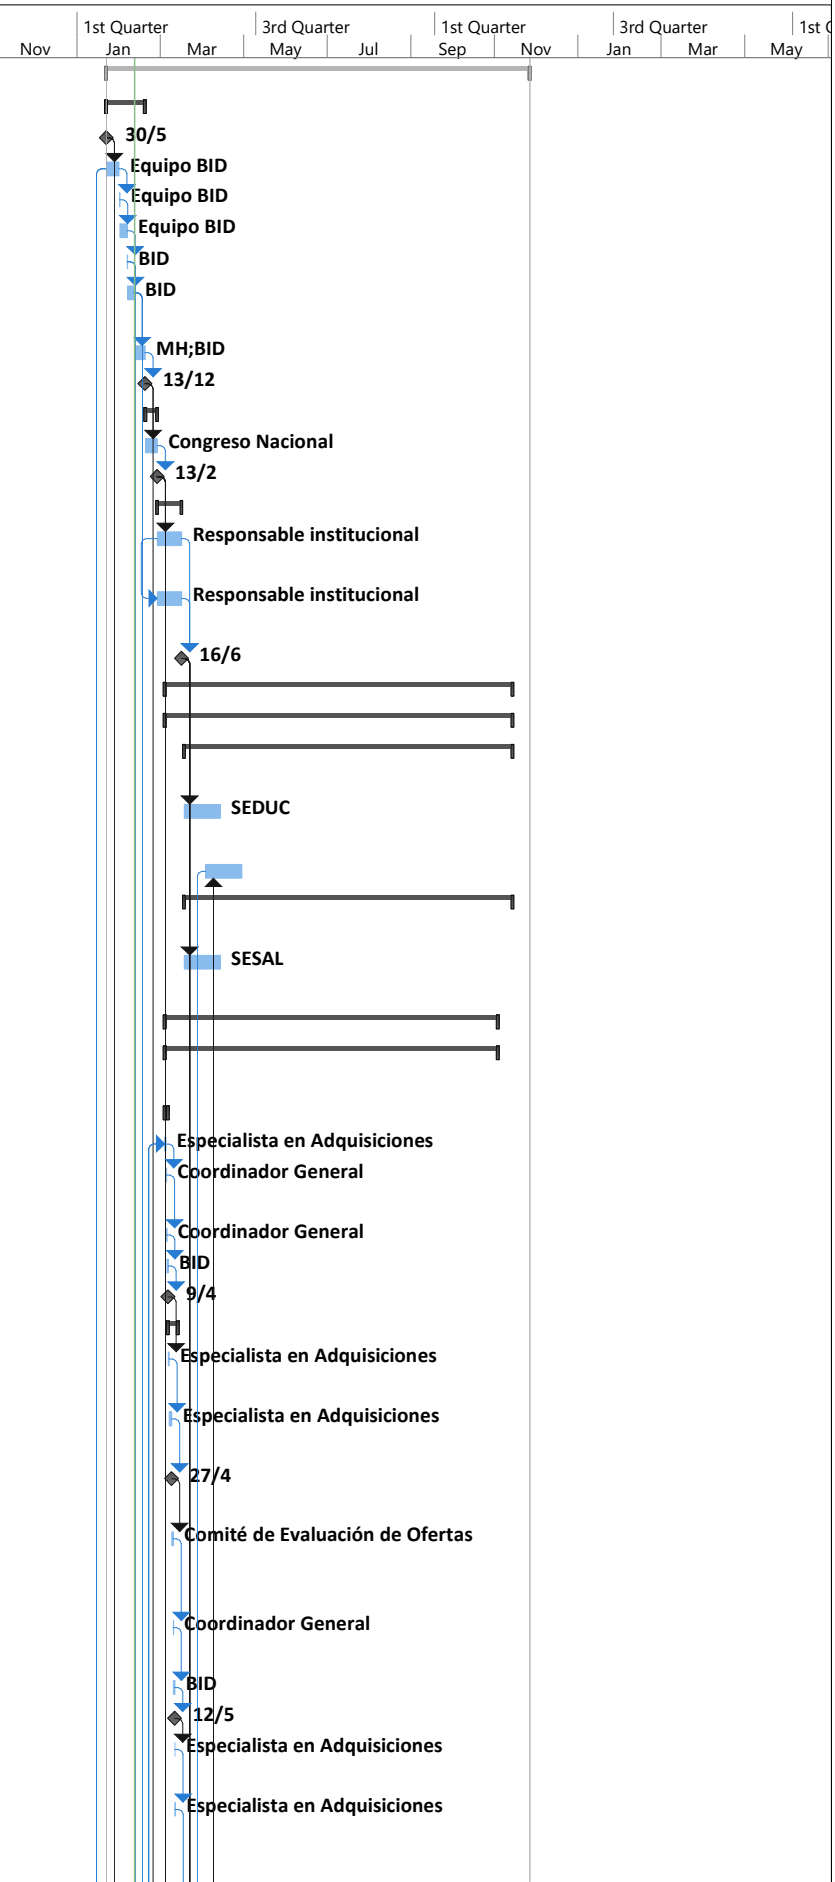 1st Quarter 3rd Quarter 1st Quarter 3rd Quarter 1st
Nov Jan Mar May Jul Sep Nov Jan Mar May
30/5
Equipo BID
Equipo BID
Equipo BID
BID
BID
MH;BID
13/12
Congreso Nacional
13/2
Responsable institucional
Responsable institucional
16/6
SEDUC
SESAL
Especialista en Adquisiciones
Coordinador General
Coordinador General
BID
9/4
Especialista en Adquisiciones
Especialista en Adquisiciones
27/4
Comité de Evaluación de Ofertas
Coordinador General
BID
12/5
Especialista en Adquisiciones
Especialista en Adquisiciones